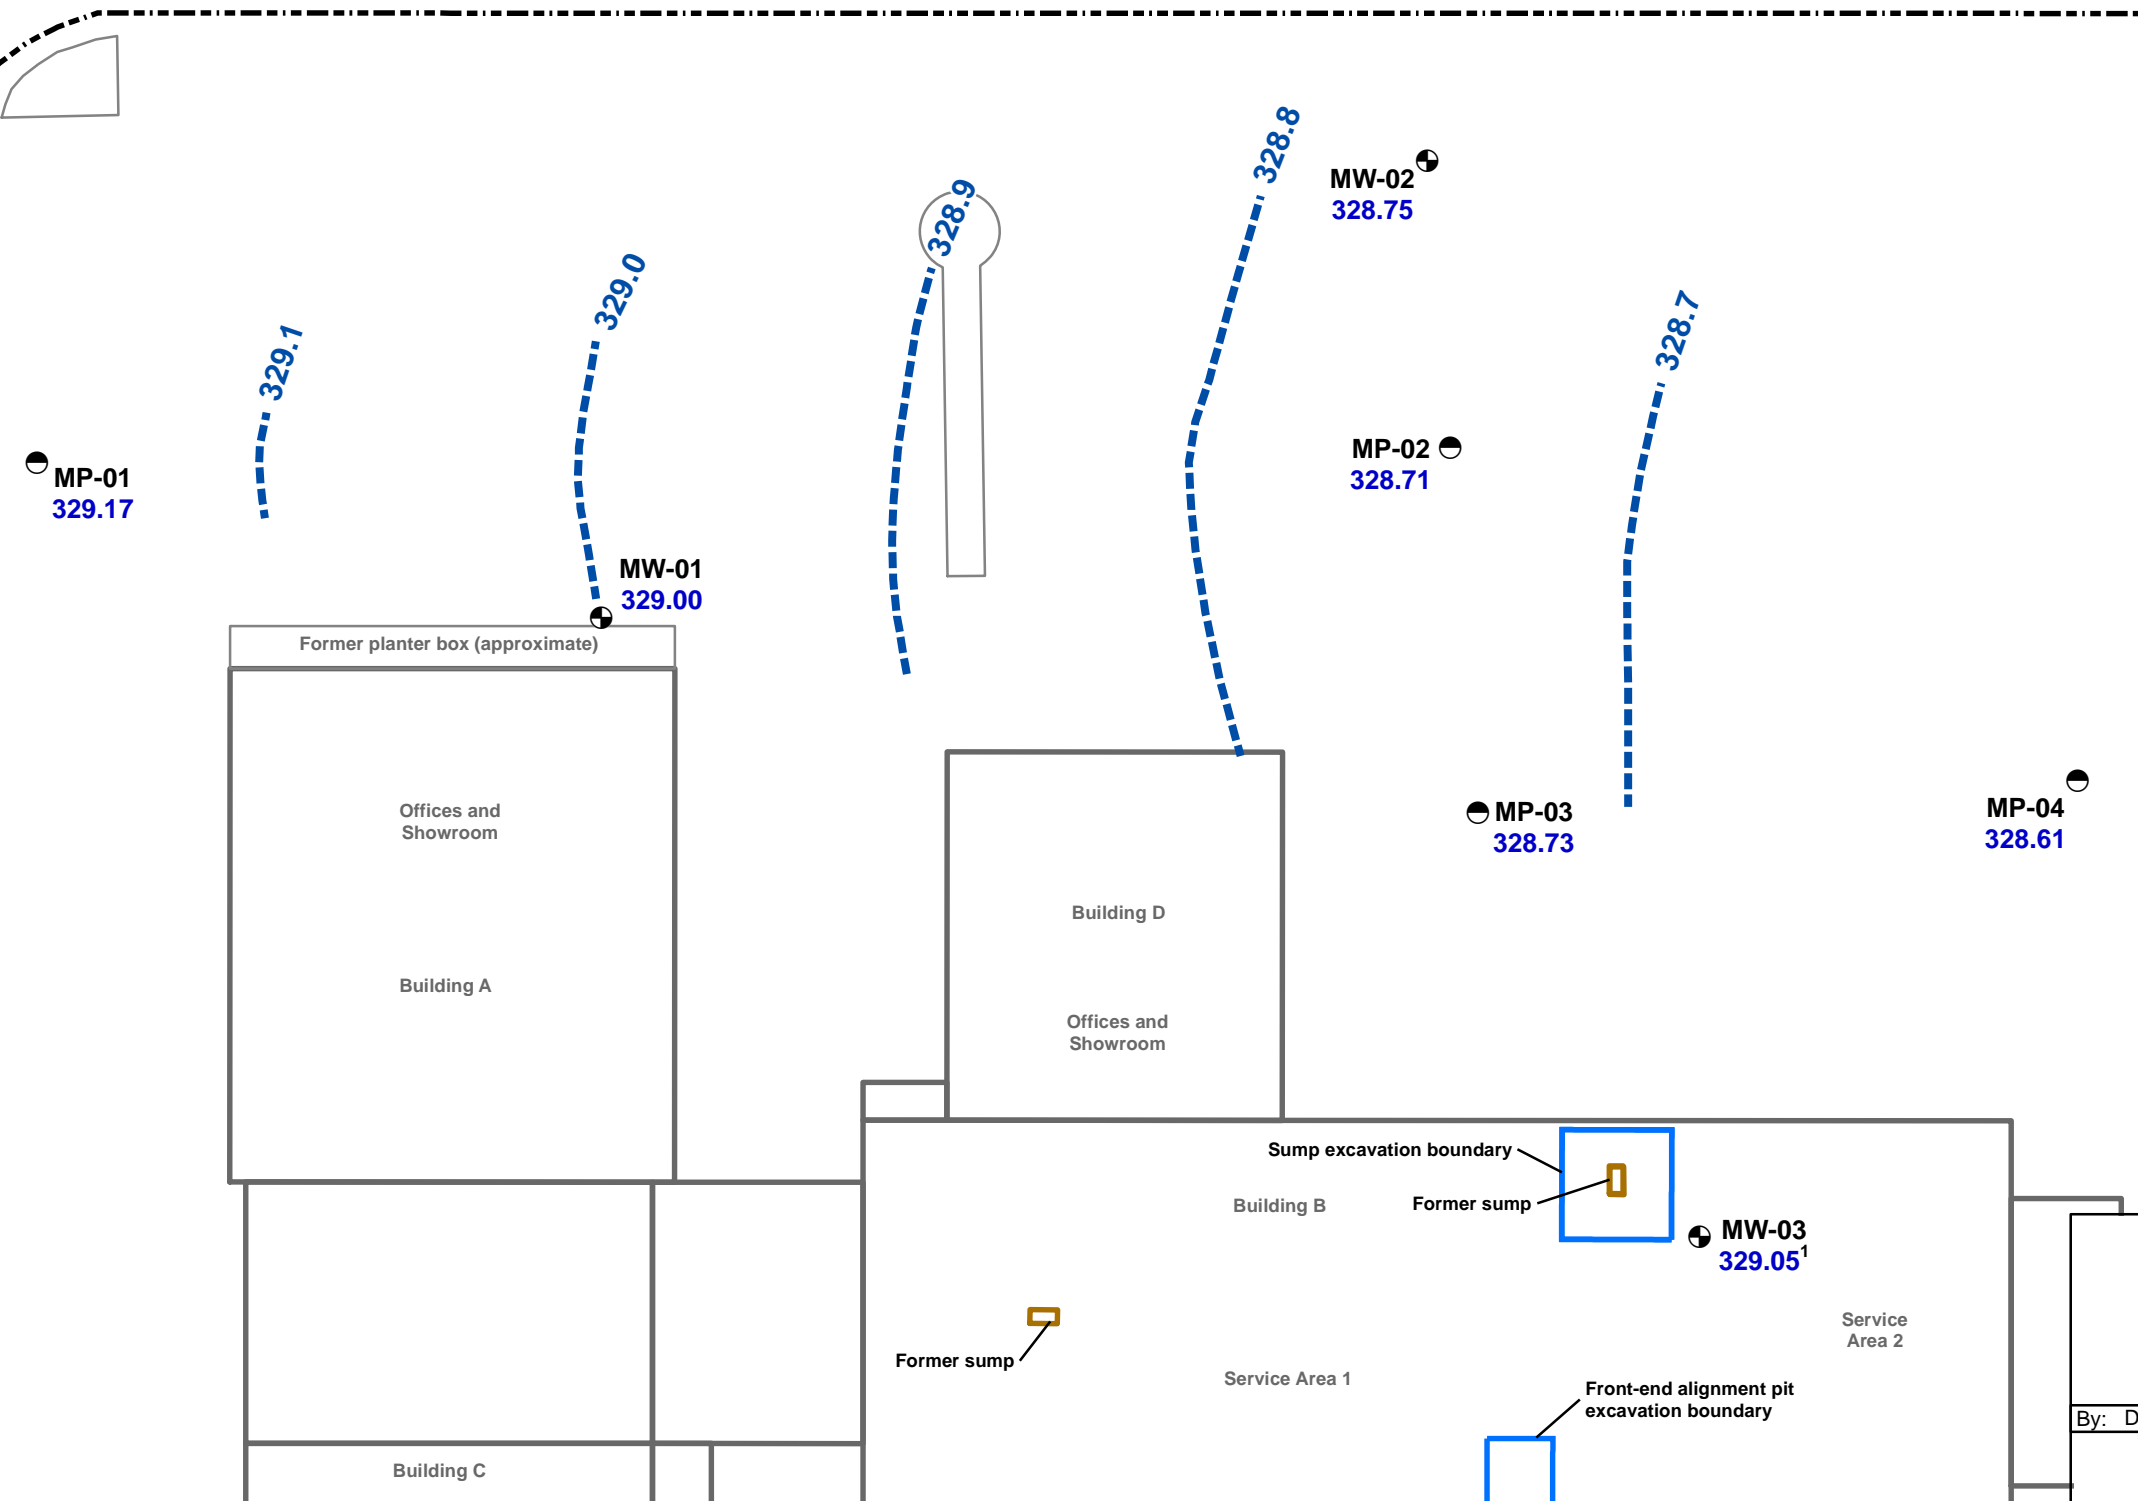 328.8
MW-02
328.75
328.9
329.0
328.7
329.1
MP-01
329.17
MP-02
328.71
MW-01
329.00
Former planter box (approximate)
Offices and
Showroom
MP-03
328.73
MP-04
328.61
Building D
Building A
Offices and
Showroom
Sump excavation boundary
Building B
Former sump
MW-03
329.05¹
Service
Area 2
Former sump
Service Area 1
Front-end alignment pit
excavation boundary
By: D
Building C